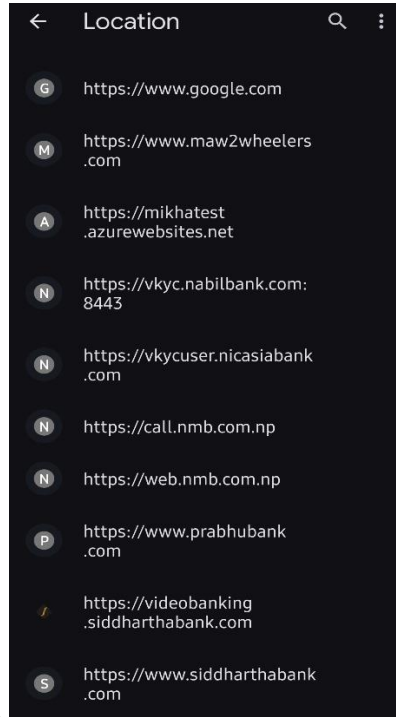 Location
G
https://www.google.com
M
https://www.maw2wheelers
.com
A
https://mikhatest
.azurewebsites.net
N
https://vkyc.nabilbank.com:
8443
N
https://vkycuser.nicasiabank
.com
N
https://call.nmb.com.np
N
https://web.nmb.com.np
P
https://www.prabhubank
.com
https://videobanking
.siddharthabank.com
S
https://www.siddharthabank
.com